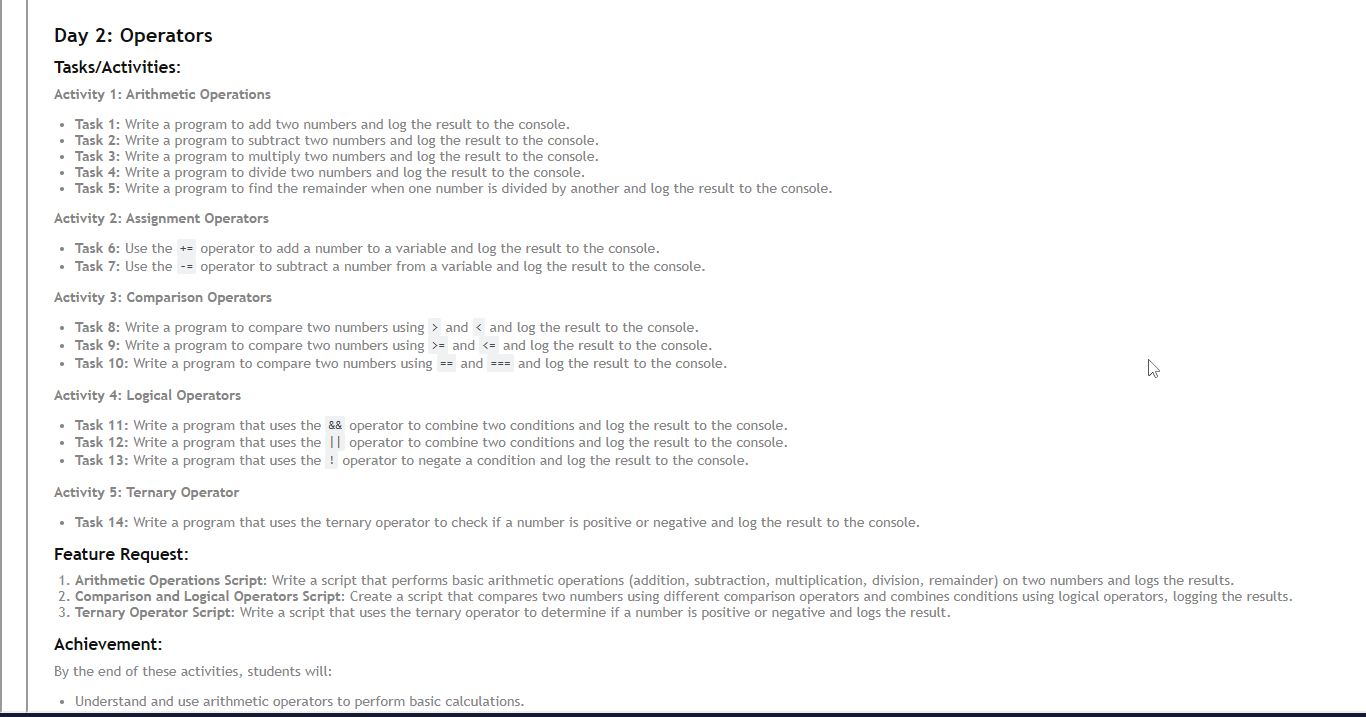 Day 2: Operators
Tasks/Activities:
Activity 1: Arithmetic Operations
• Task 1: Write a program to add two numbers and log the result to the console.
• Task 2: Write a program to subtract two numbers and log the result to the console.
• Task 3: Write a program to multiply two numbers and log the result to the console.
• Task 4: Write a program to divide two numbers and log the result to the console.
• Task 5: Write a program to find the remainder when one number is divided by another and log the result to the console.
Activity 2: Assignment Operators
• Task 6: Use the += operator to add a number to a variable and log the result to the console.
• Task 7: Use the -= operator to subtract a number from a variable and log the result to the console.
Activity 3: Comparison Operators
• Task 8: Write a program to compare two numbers using > and < and log the result to the console.
• Task 9: Write a program to compare two numbers using >= and <= and log the result to the console.
• Task 10: Write a program to compare two numbers using == and === and log the result to the console.
Activity 4: Logical Operators
• Task 11: Write a program that uses the && operator to combine two conditions and log the result to the console.
• Task 12: Write a program that uses the || operator to combine two conditions and log the result to the console.
• Task 13: Write a program that uses the ! operator to negate a condition and log the result to the console.
Activity 5: Ternary Operator
• Task 14: Write a program that uses the ternary operator to check if a number is positive or negative and log the result to the console.
Feature Request:
1. Arithmetic Operations Script: Write a script that performs basic arithmetic operations (addition, subtraction, multiplication, division, remainder) on two numbers and logs the results.
2. Comparison and Logical Operators Script: Create a script that compares two numbers using different comparison operators and combines conditions using logical operators, logging the results.
3. Ternary Operator Script: Write a script that uses the ternary operator to determine if a number is positive or negative and logs the result.
Achievement:
By the end of these activities, students will:
• Understand and use arithmetic operators to perform basic calculations.